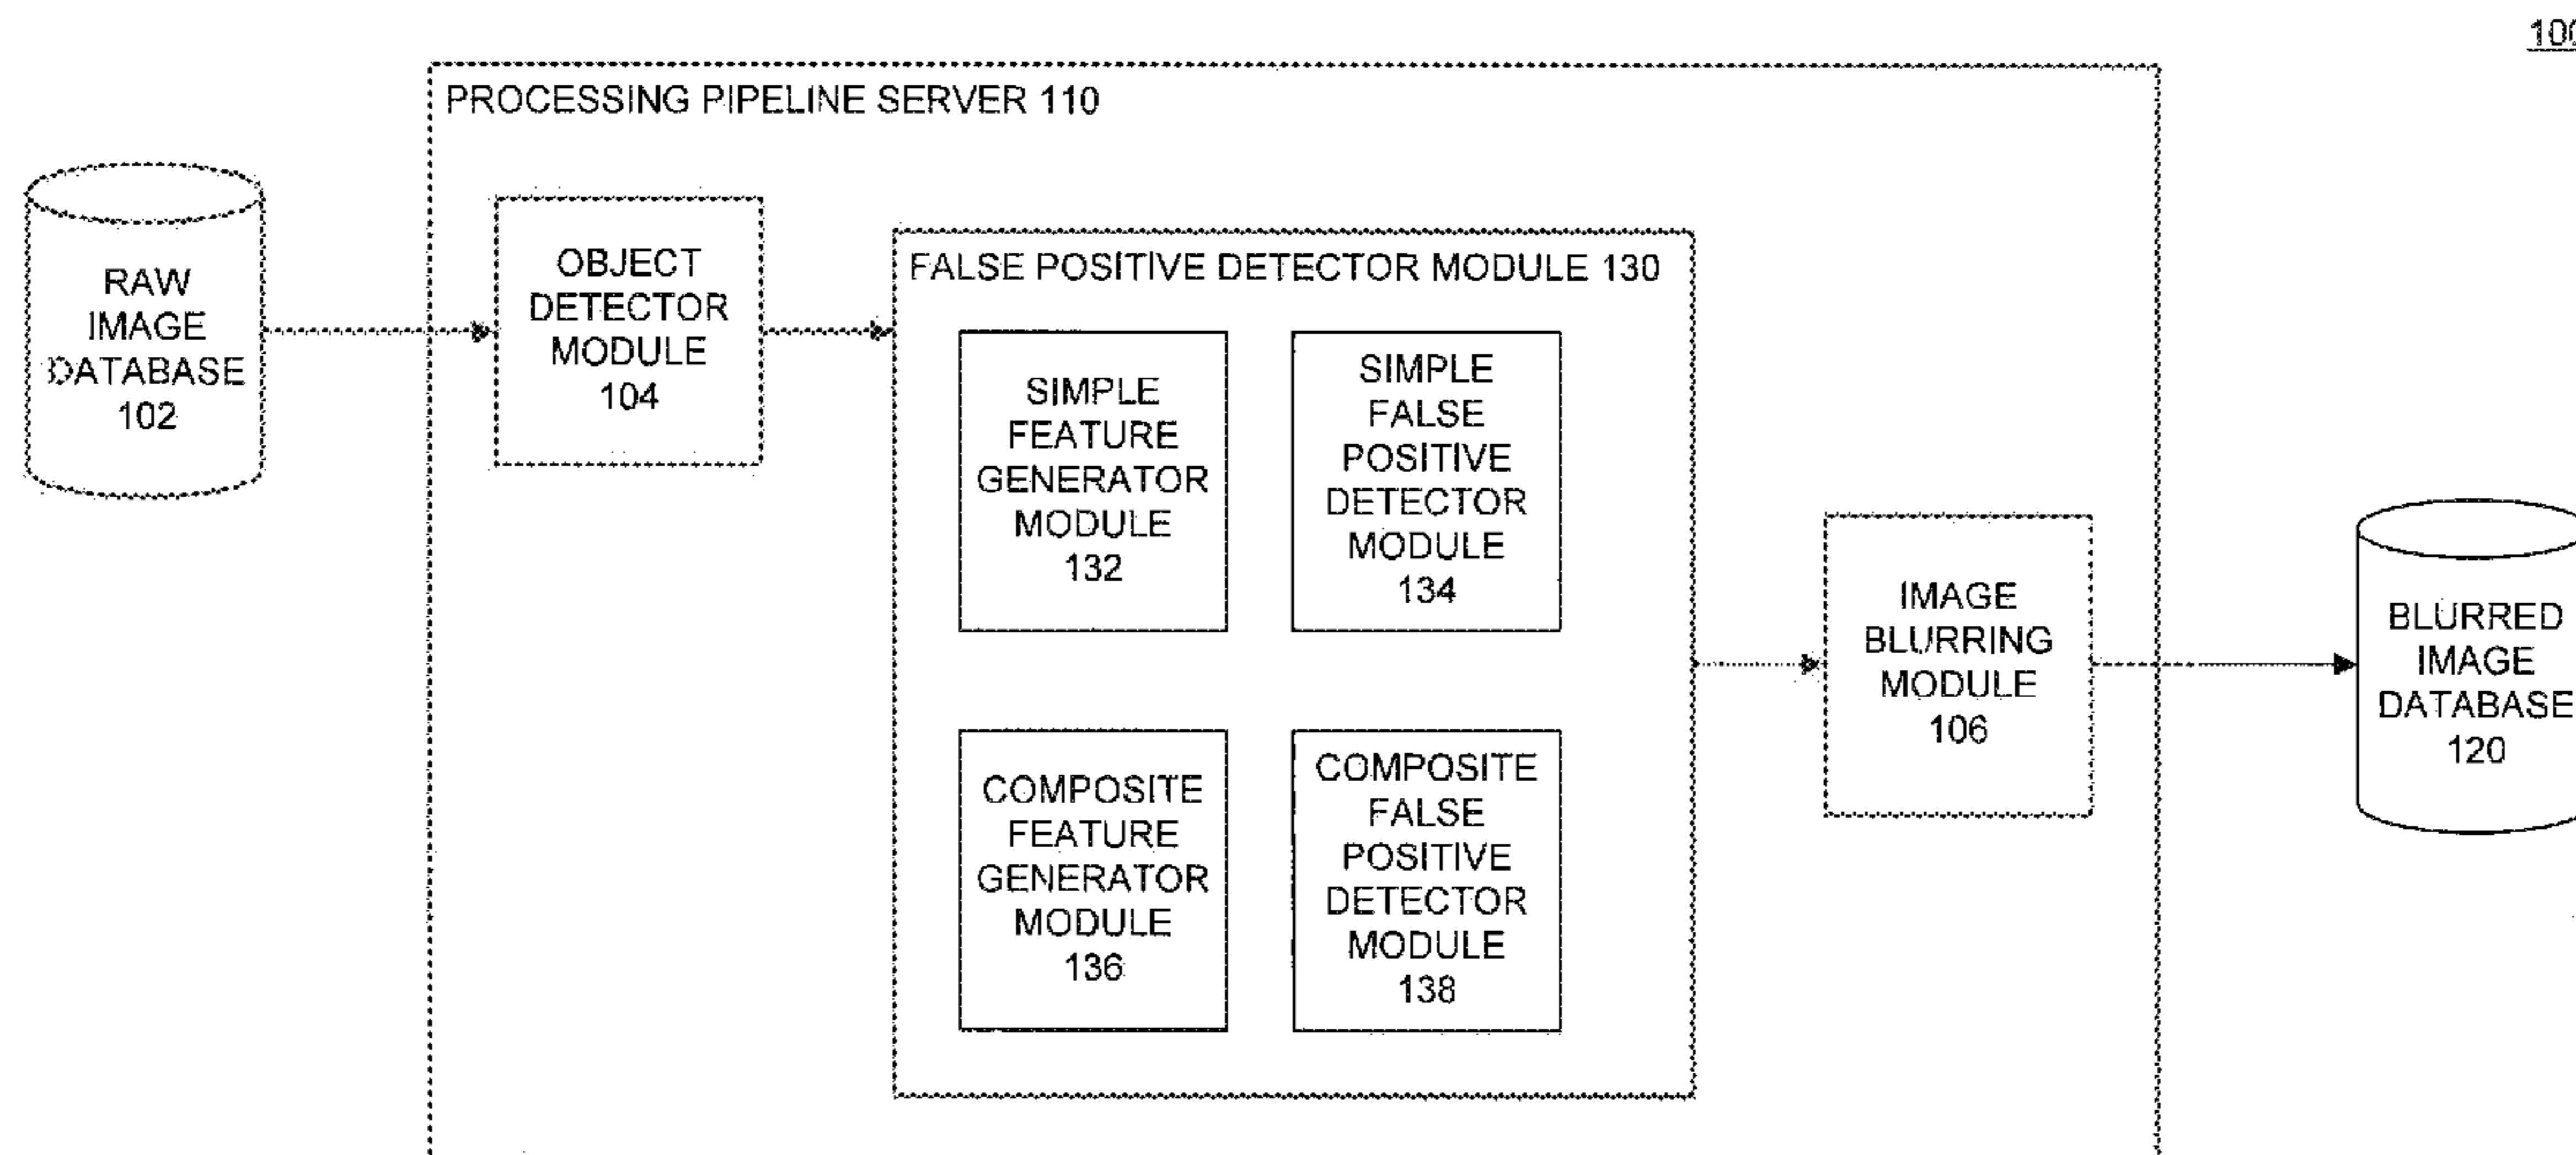 100
PROCESSING PIPELINE SERVER 110
RAW
IMAGE
DATABASE
102
OBJECT
DETECTOR
MODULE
104
FALSE POSITIVE DETECTOR MODULE 130
SIMPLE
FEATURE
GENERATOR
MODULE
132
SIMPLE
FALSE
POSITIVE
DETECTOR
MODULE
134
COMPOSITE
FEATURE
GENERATOR
MODULE
136
COMPOSITE
FALSE
POSITIVE
DETECTOR
MODULE
138
IMAGE
BLURRING
MODULE
106
BLURRED
IMAGE
DATABASE
120